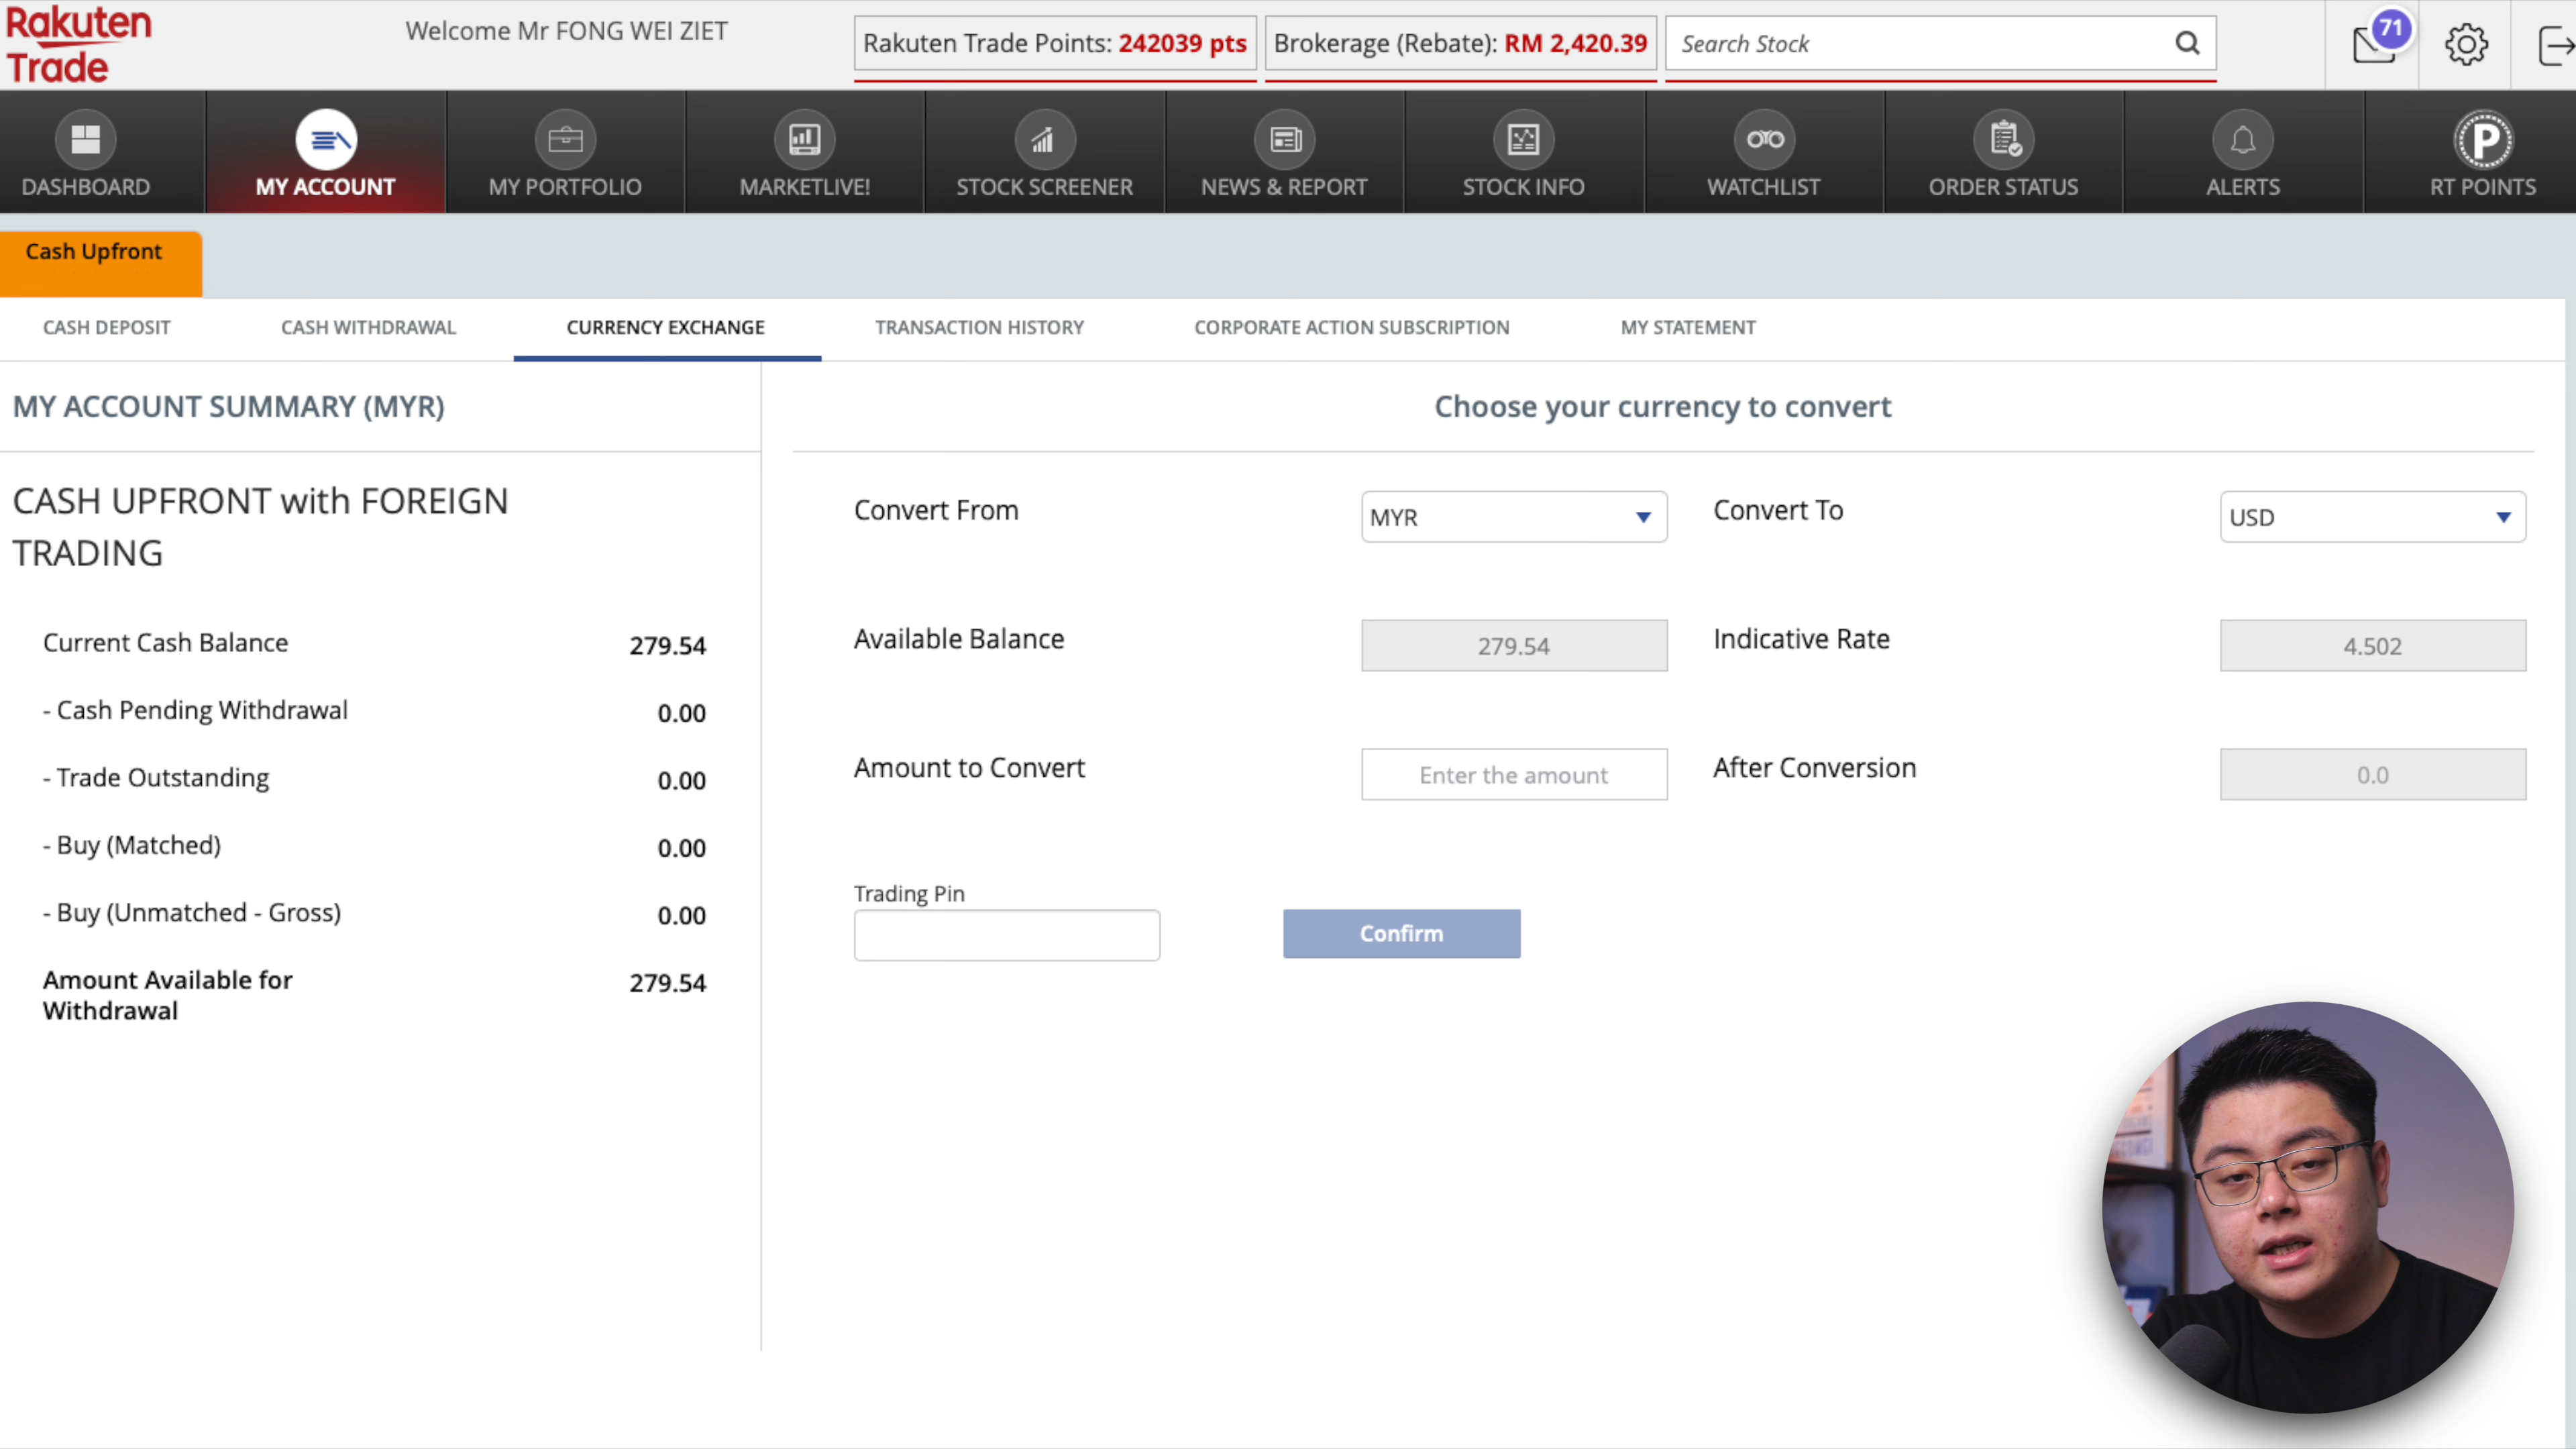 Rakuten
Trade
Welcome Mr FONG WEI ZIET
Rakuten Trade Points: 242039 pts
Brokerage (Rebate): RM 2,420.39
Search Stock
71
DASHBOARD
MY ACCOUNT
MY PORTFOLIO
MARKETLIVE!
STOCK SCREENER
NEWS & REPORT
STOCK INFO
WATCHLIST
ORDER STATUS
ALERTS
P
RT POINTS
Cash Upfront
CASH DEPOSIT
CASH WITHDRAWAL
CURRENCY EXCHANGE
TRANSACTION HISTORY
CORPORATE ACTION SUBSCRIPTION
MY STATEMENT
MY ACCOUNT SUMMARY (MYR)
CASH UPFRONT with FOREIGN
TRADING
Current Cash Balance 279.54
- Cash Pending Withdrawal 0.00
- Trade Outstanding 0.00
- Buy (Matched) 0.00
- Buy (Unmatched - Gross) 0.00
Amount Available for
Withdrawal
279.54
Choose your currency to convert
Convert From MYR Convert To USD
Available Balance 279.54 Indicative Rate 4.502
Amount to Convert Enter the amount After Conversion 0.0
Trading Pin
Confirm